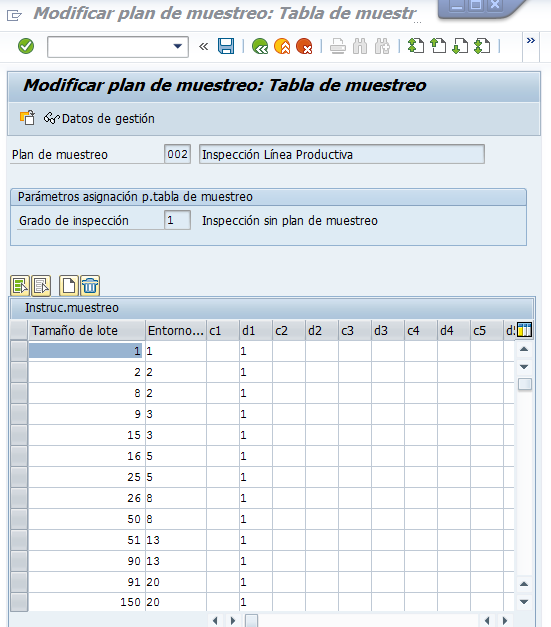 Modificar plan de muestreo: Tabla de muestr...
Modificar plan de muestreo: Tabla de muestreo
Datos de gestión
Plan de muestreo 002 Inspección Línea Productiva
Parámetros asignación p.tabla de muestreo
Grado de inspección 1 Inspección sin plan de muestreo
Instruc.muestreo
Tamaño de lote Entorno... c1 d1 c2 d2 c3 d3 c4 d4 c5
1 1 1
2 2 1
8 2 1
9 3 1
15 3 1
16 5 1
25 5 1
26 8 1
50 8 1
51 13 1
90 13 1
91 20 1
150 20 1